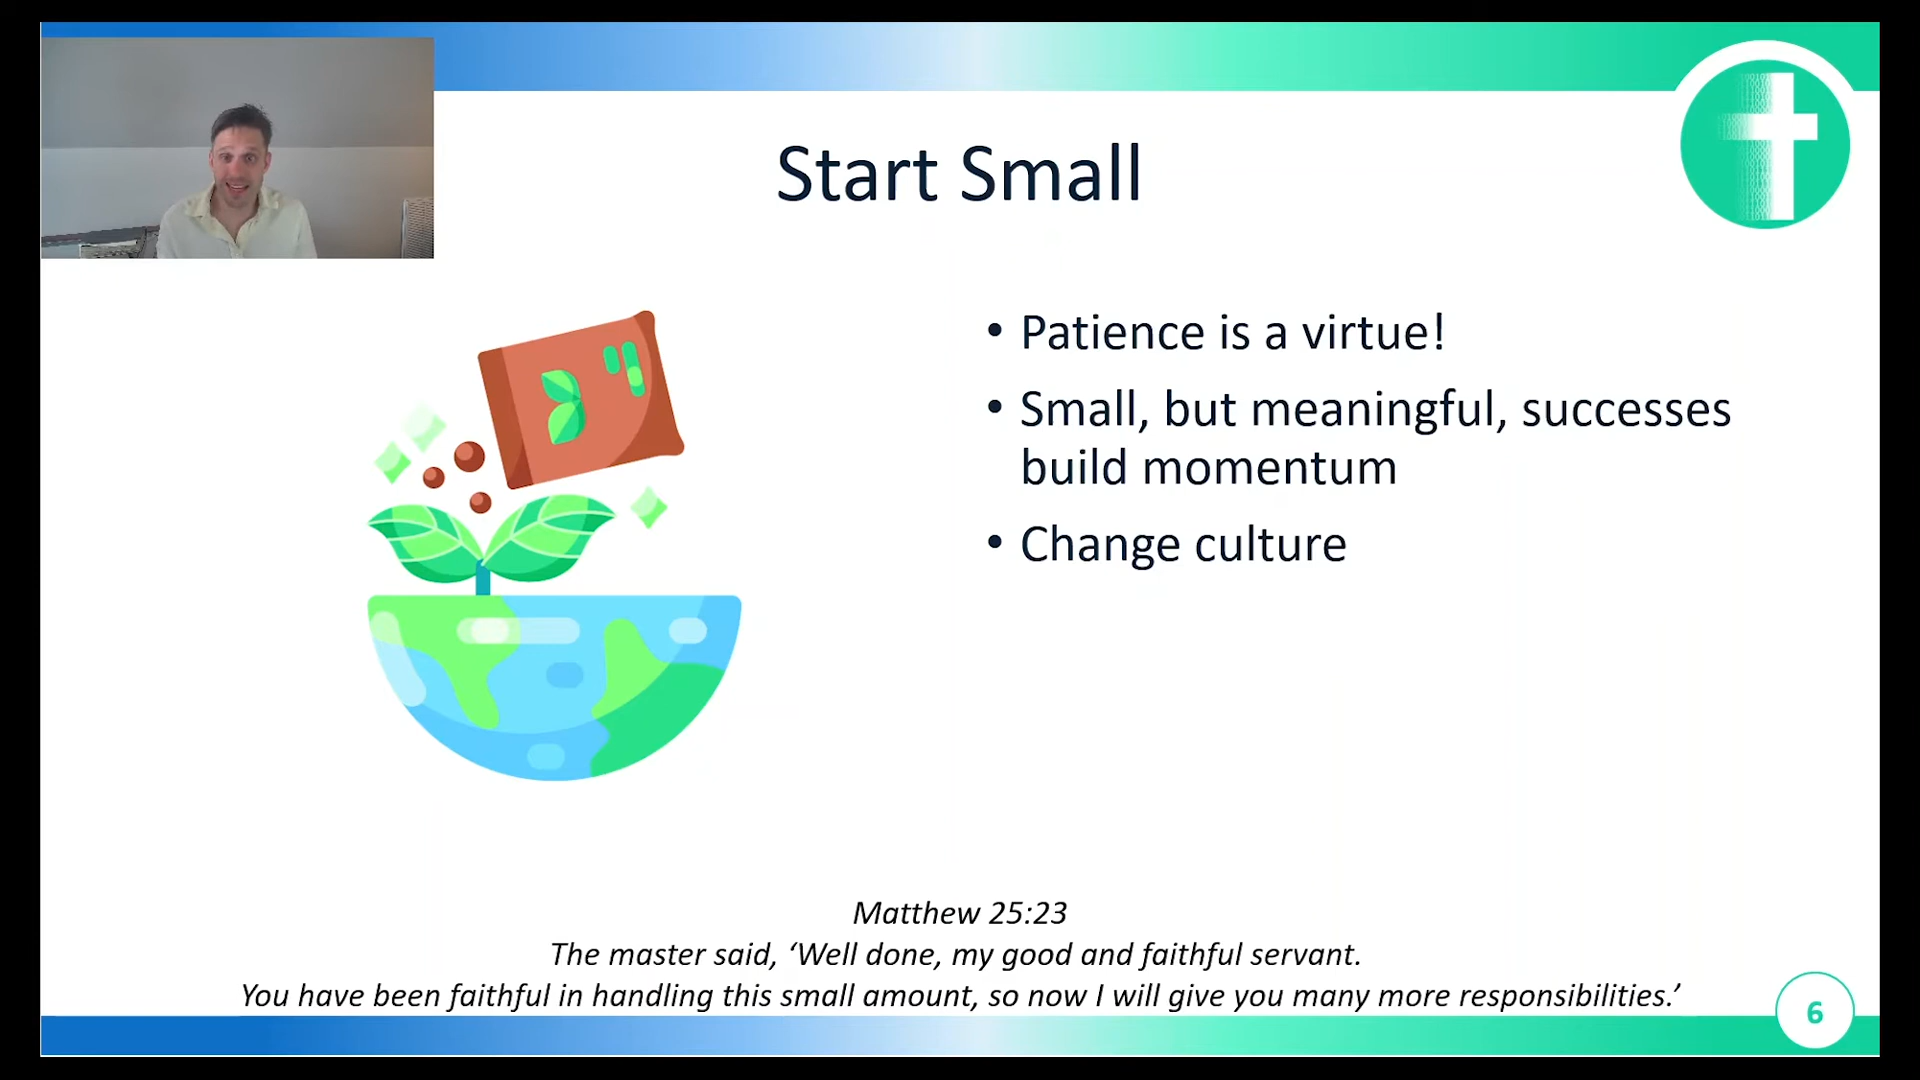 Start Small
• Patience is a virtue!
• Small, but meaningful, successes
build momentum
• Change culture
Matthew 25:23
The master said, ‘Well done, my good and faithful servant.
You have been faithful in handling this small amount, so now I will give you many more responsibilities.’
6